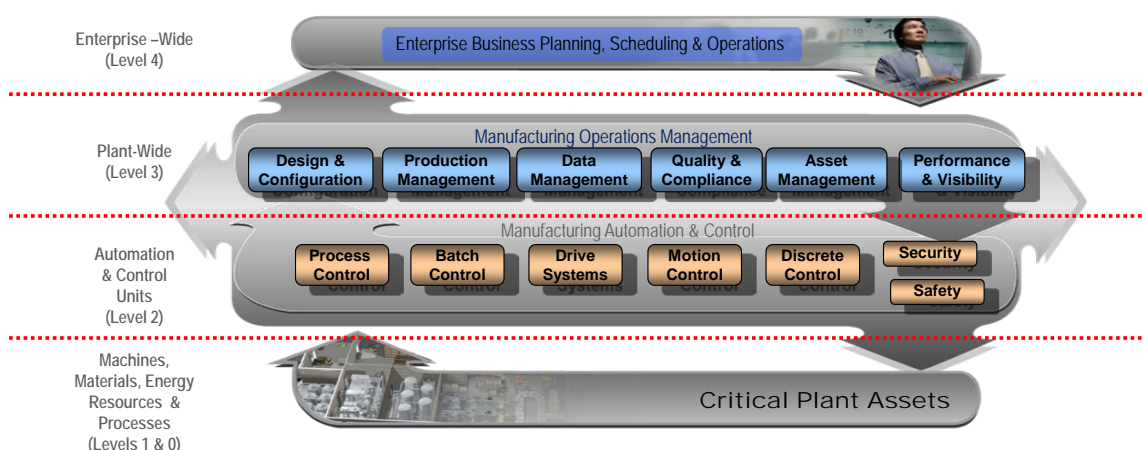 Enterprise –Wide
(Level 4)
Enterprise Business Planning, Scheduling & Operations
Plant-Wide
(Level 3)
Manufacturing Operations Management
Design &
Configuration
Production
Management
Data
Management
Quality &
Compliance
Asset
Management
Performance
& Visibility
Automation
& Control
Units
(Level 2)
Manufacturing Automation & Control
Process
Control
Batch
Control
Drive
Systems
Motion
Control
Discrete
Control
Security
Safety
Machines,
Materials, Energy
Resources &
Processes
(Levels 1 & 0)
Critical Plant Assets